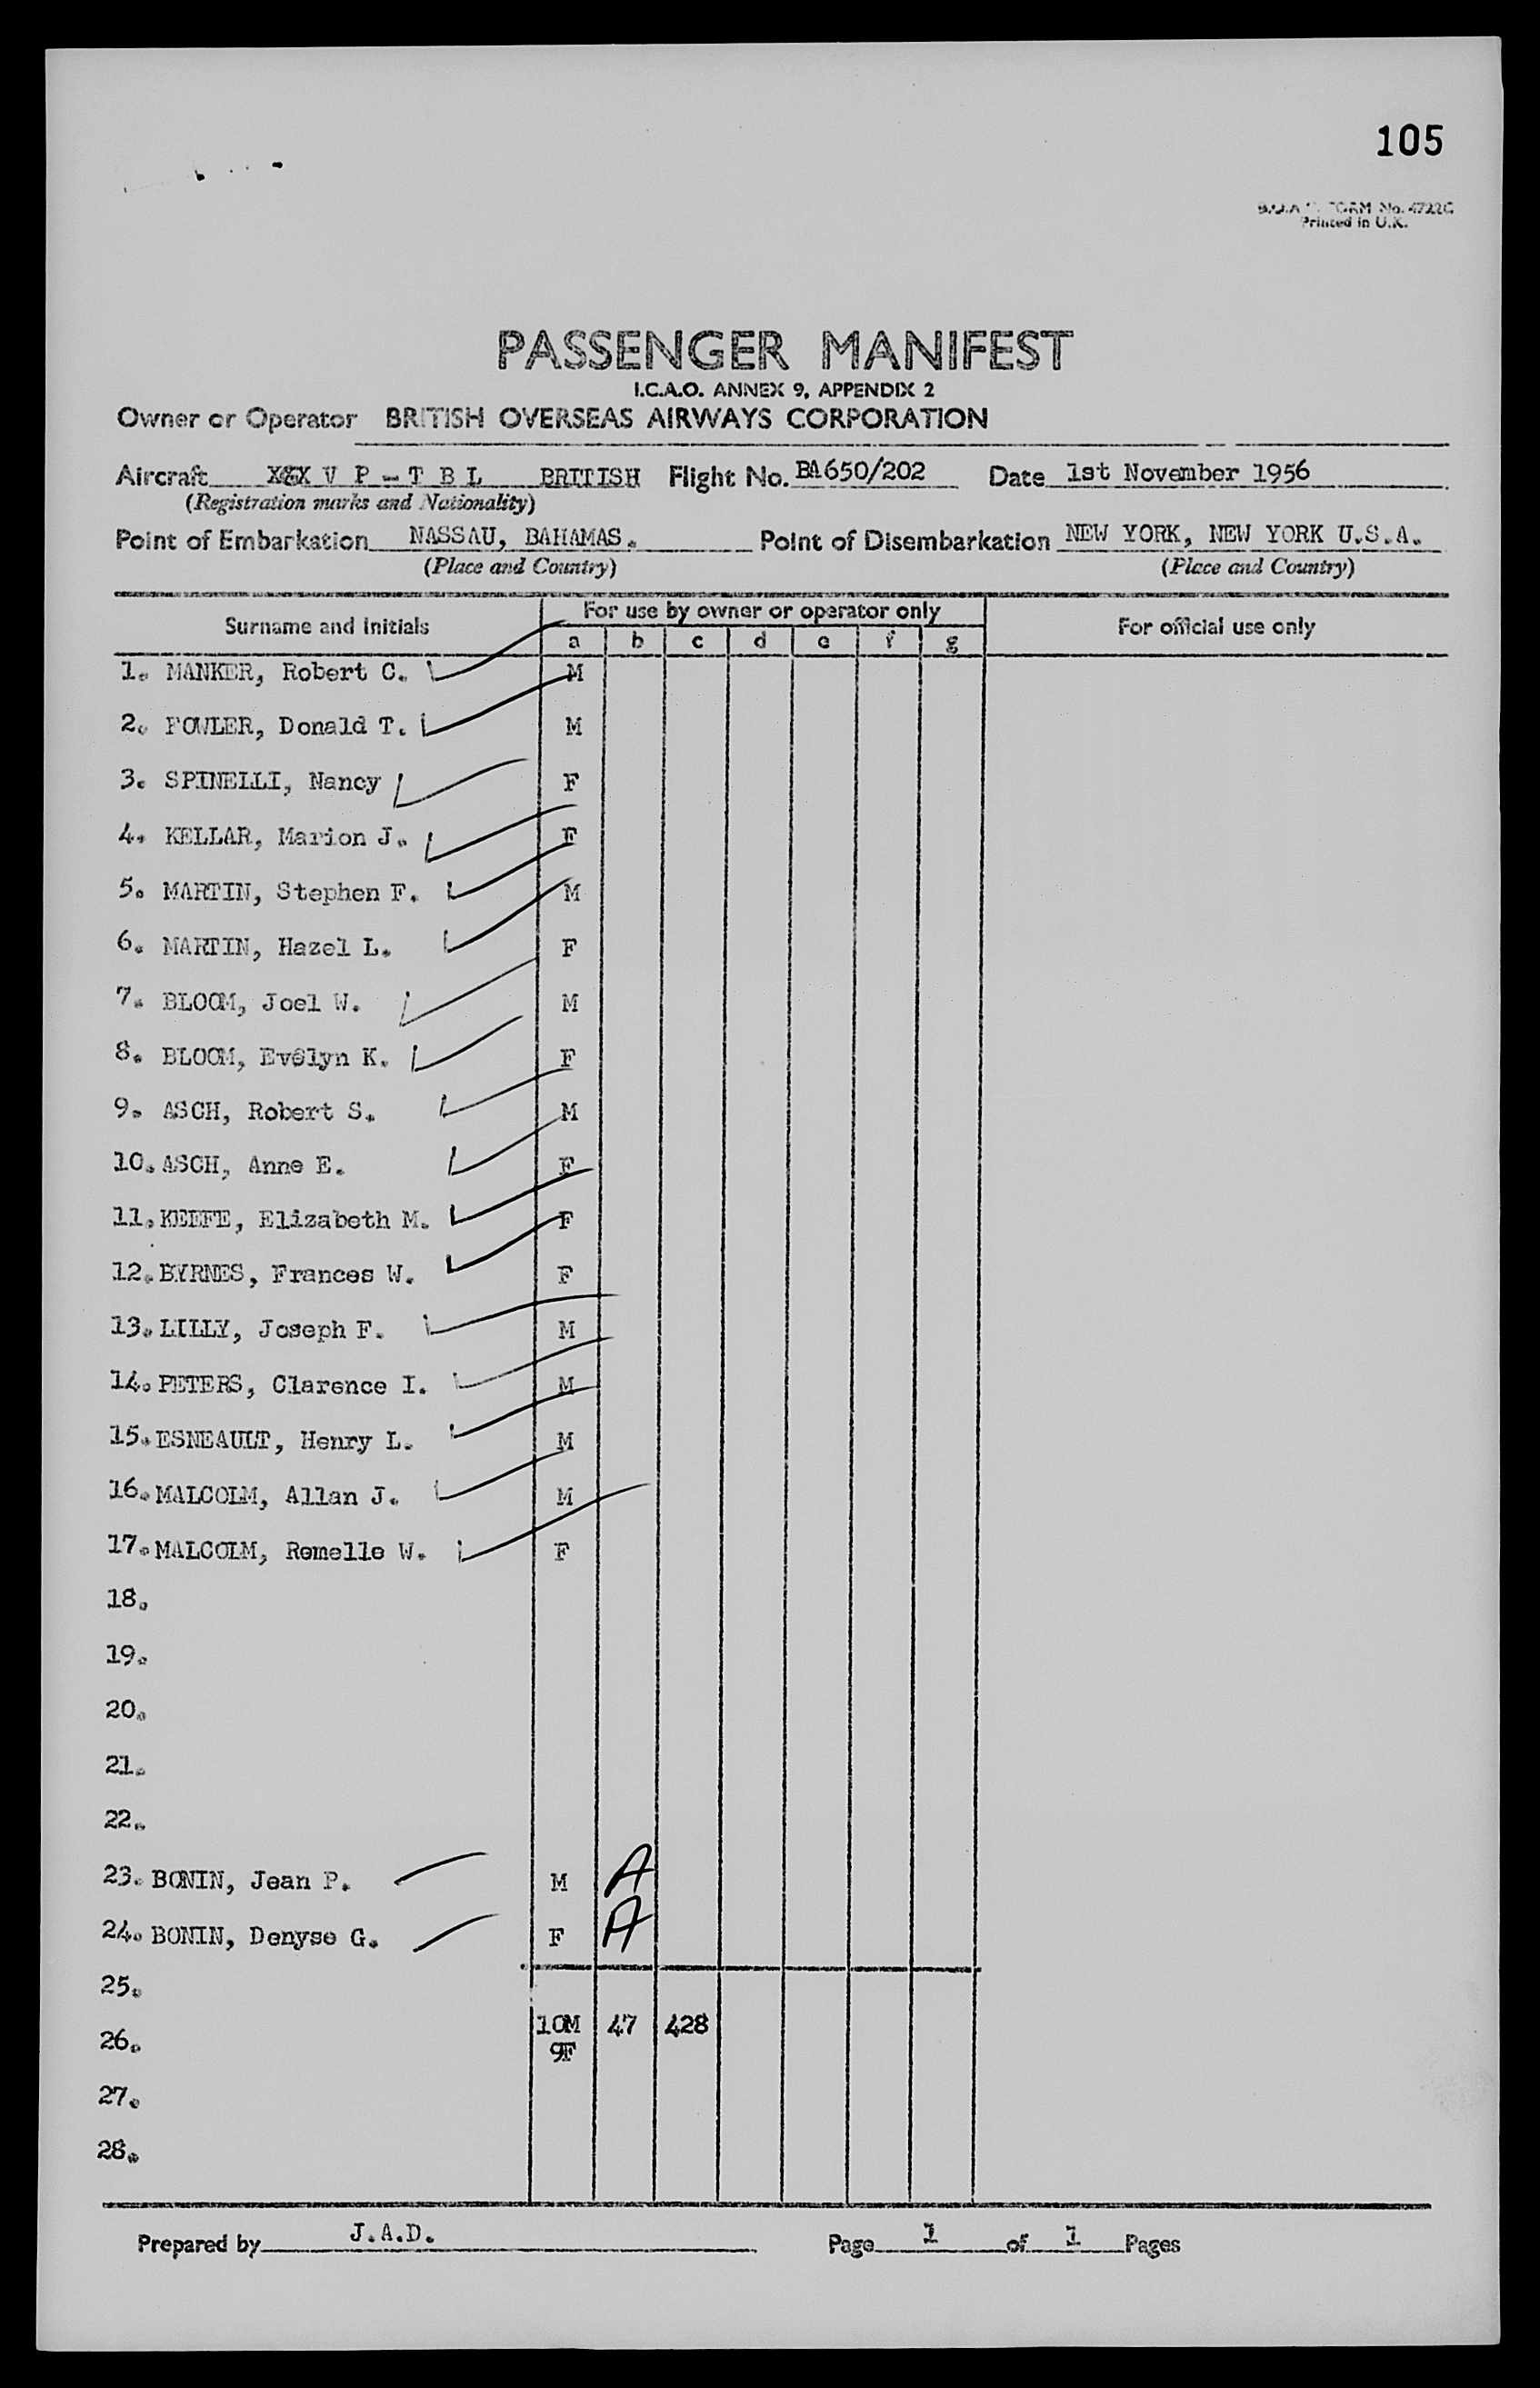 105
FORM No. 4722C
Printed in U.K.
PASSENGER MANIFEST
I.C.A.O. ANNEX 9, APPENDIX 2
Owner or Operator BRITISH OVERSEAS AIRWAYS CORPORATION
Aircraft V P - T B L BRITISH Flight No. BA650/202 Date 1st November 1956
(Registration marks and Nationality)
Point of Embarkation NASSAU, BAHAMAS. Point of Disembarkation NEW YORK, NEW YORK U.S.A.
(Place and Country) (Place and Country)
Surname and initials For use by owner or operator only For official use only
a b c d e f g
1. MANKER, Robert C. M
2. FOWLER, Donald T. M
3. SPINELLI, Nancy F
4. KELLAR, Marion J. F
5. MARTIN, Stephen F. M
6. MARTIN, Hazel L. F
7. BLOOM, Joel W. M
8. BLOOM, Evelyn K. F
9. ASCH, Robert S. M
10. ASCH, Anne E. F
11. KEEFE, Elizabeth M. F
12. BYRNES, Frances W. F
13. LILLY, Joseph F. M
14. PETERS, Clarence I. M
15. ESNEAULT, Henry L. M
16. MALCOLM, Allan J. M
17. MALCOLM, Remelle W. F
18.
19.
20.
21.
22.
23. BONIN, Jean P. M A
24. BONIN, Denyse G. F A
25.
10M 47 428
26.
9F
27.
28.
Prepared by J.A.D. Page 1 of 1 Pages